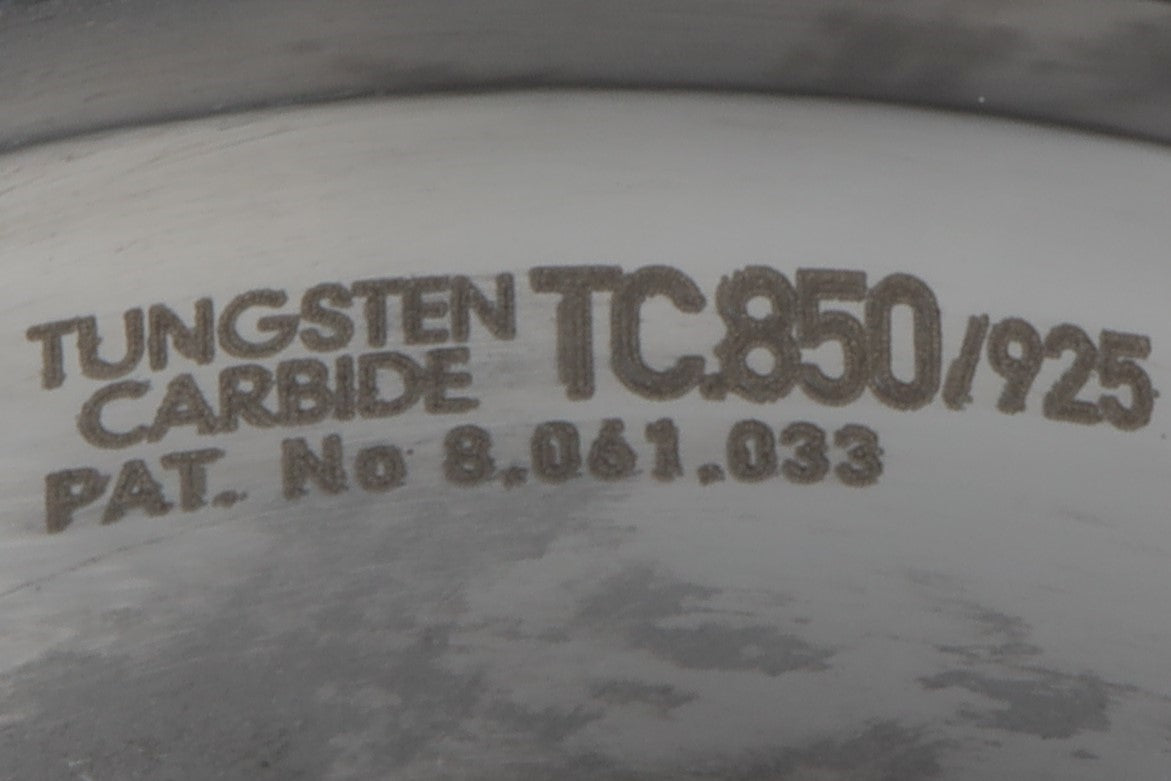 TUNGSTEN CARBIDE TC.850/925
PAT. No 8,061,033